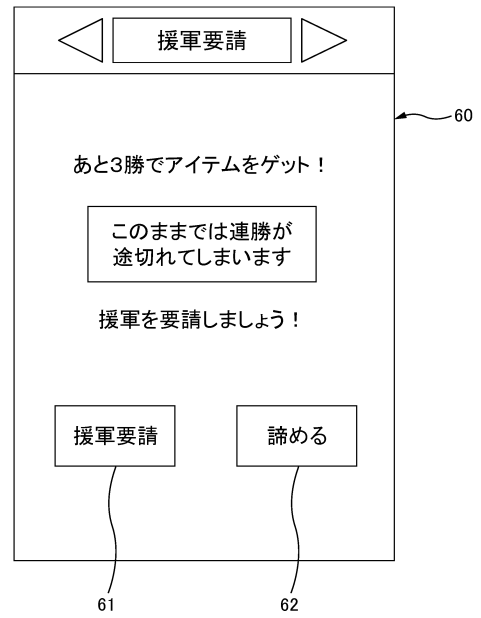 援軍要請
60
あと3勝でアイテムをゲット！
このままでは連勝が
途切れてしまいます
援軍を要請しましょう！
援軍要請
諦める
61
62